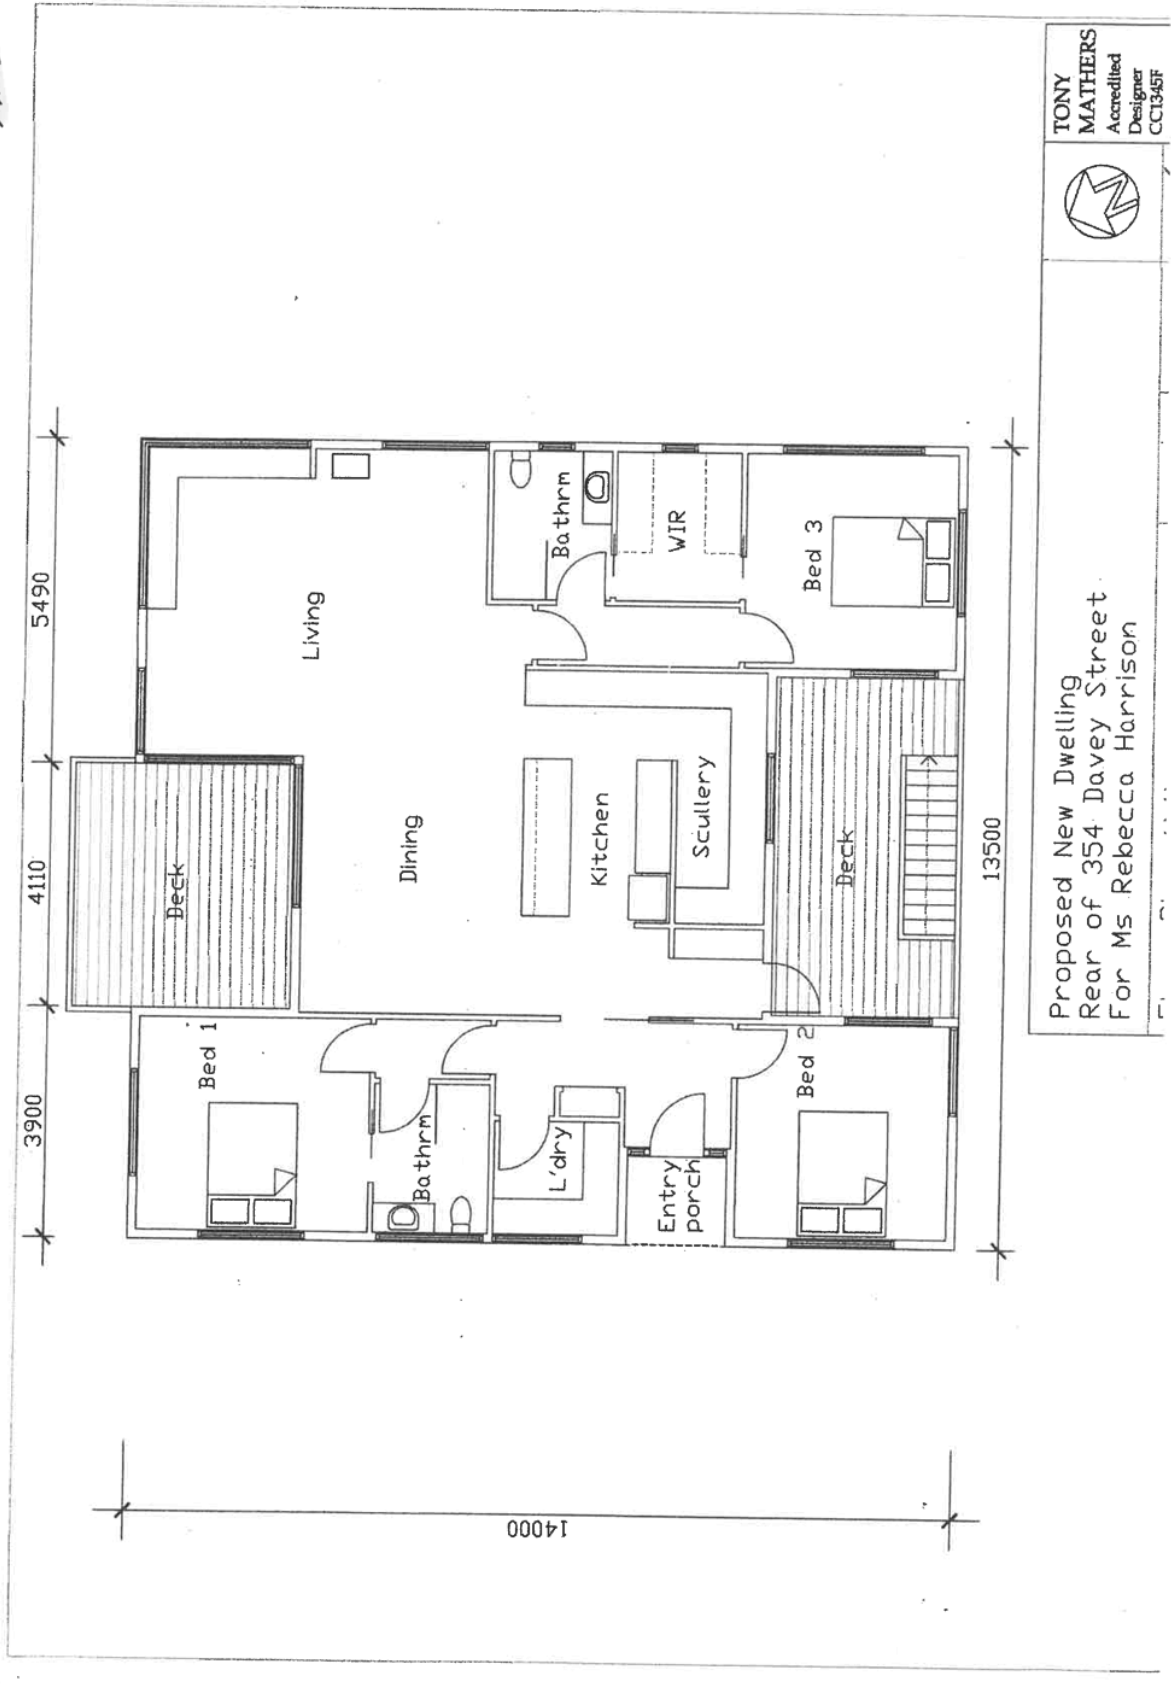 5490
4110
3900
Living
Deck
Dining
Bed 1
Bathrm
Bathrm
WIR
Bed 3
Kitchen
Scullery
Deck
L'dry
Entry
porch
Bed 2
13500
14000
Proposed New Dwelling
Rear of 354 Davey Street
For Ms Rebecca Harrison
N
TONY
MATHERS
Accredited
Designer
CC1345F